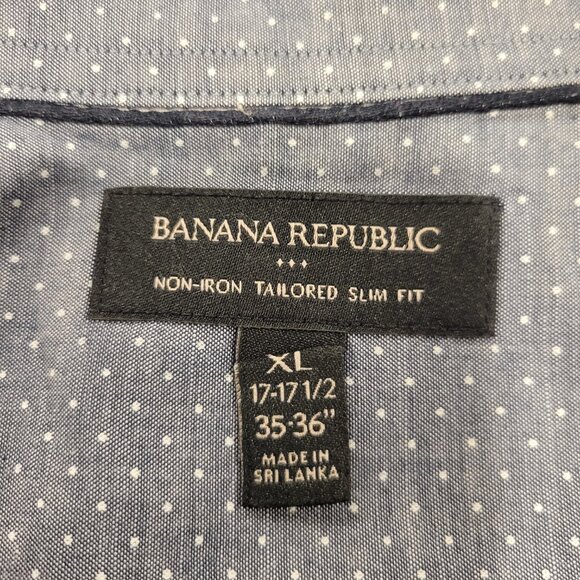 BANANA REPUBLIC
NON-IRON TAILORED SLIM FIT
XL
17-17 1/2
35-36"
MADE IN
SRI LANKA